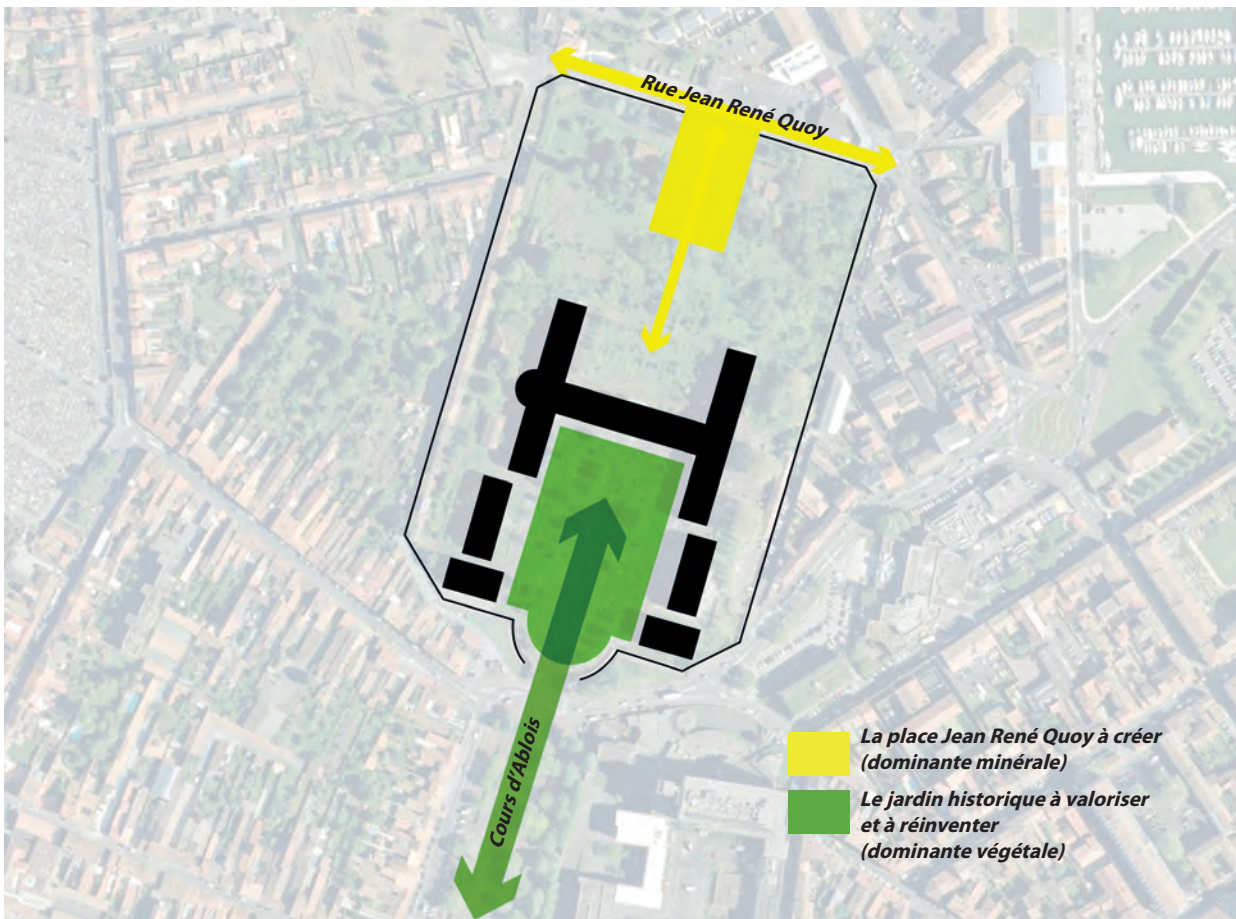 Rue Jean René Quoy
Cours d'Ablois
La place Jean René Quoy à créer
(dominante minérale)
Le jardin historique à valoriser
et à réinventer
(dominante végétale)